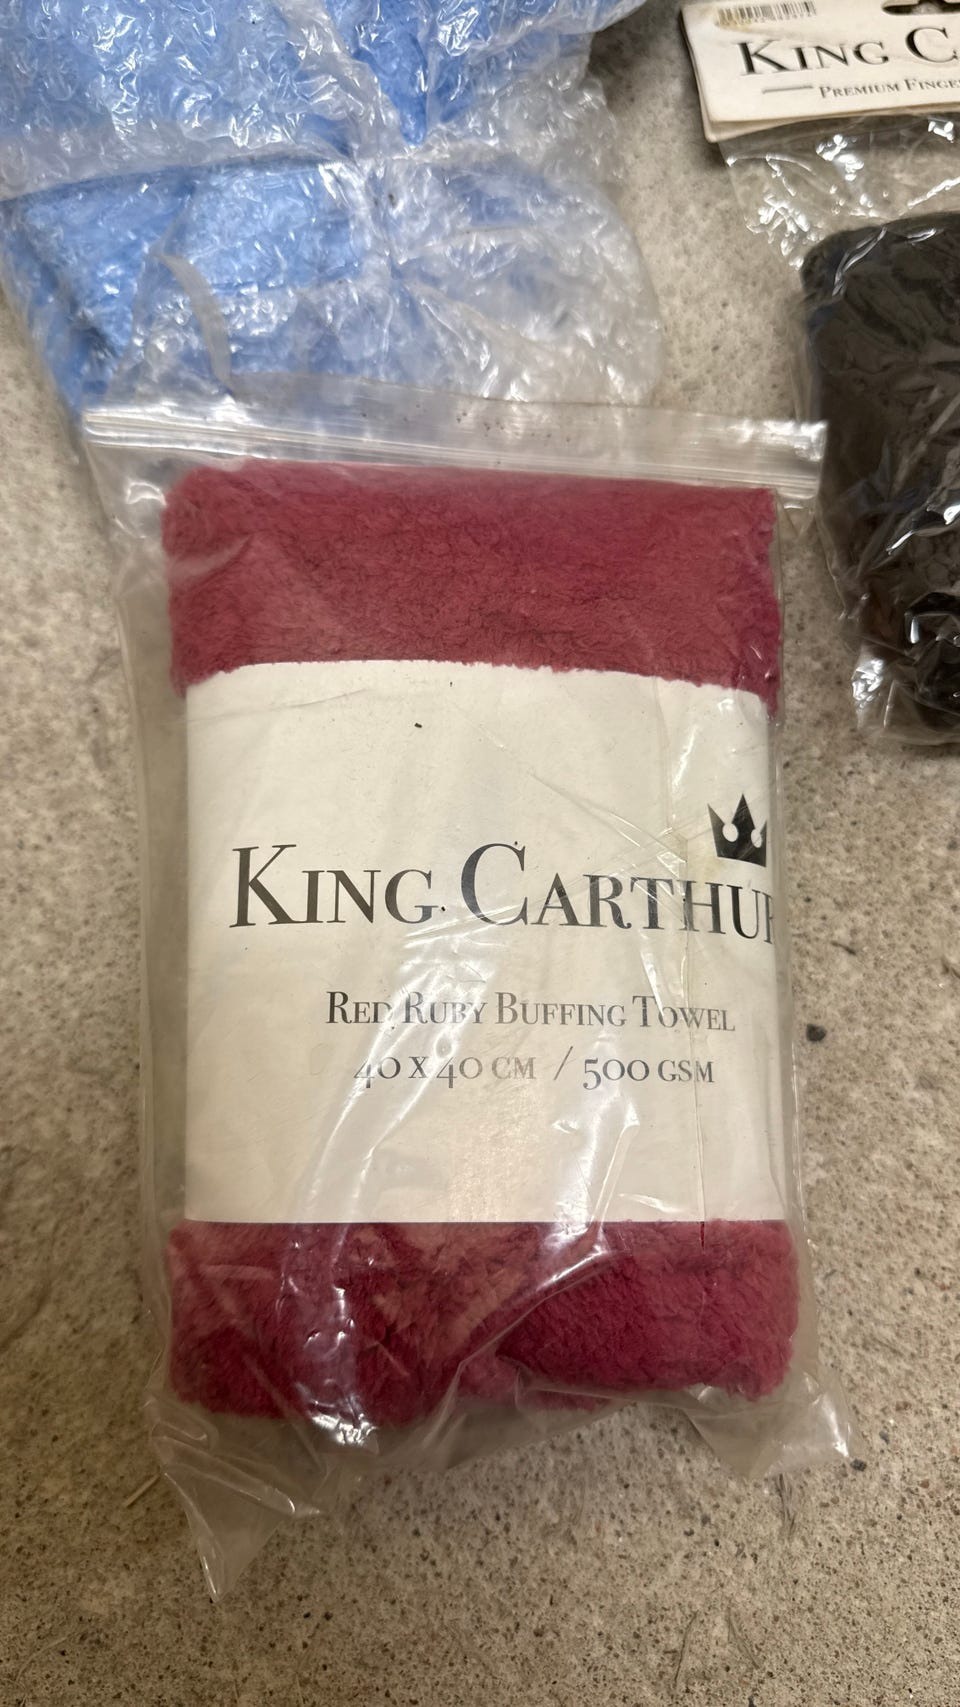 KING C
PREMIUM FINGE
KING CARTHUR
RED RUBY BUFFING TOWEL
40 X 40 CM / 500 GSM